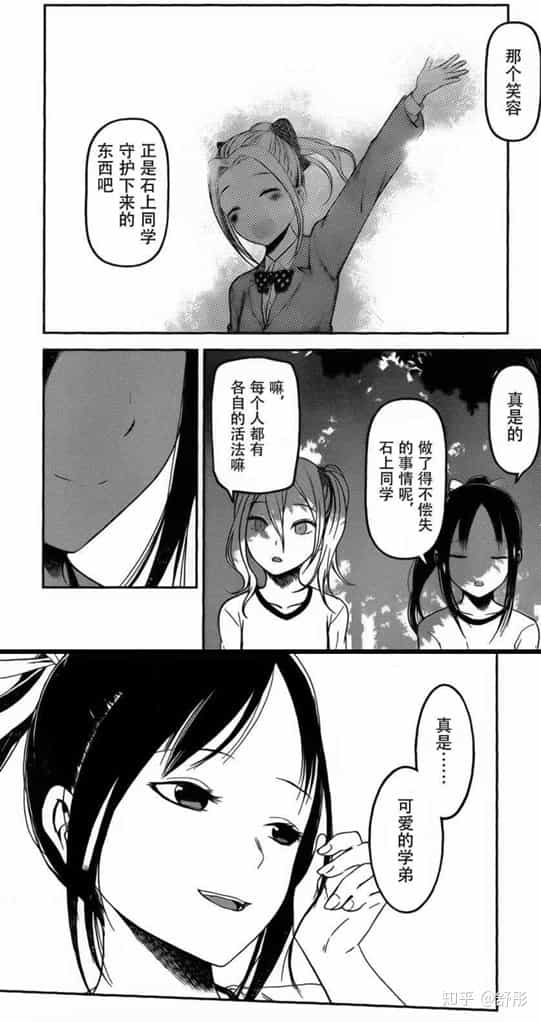 那个笑容
正是石上同学
守护下来的
东西吧
真是的
做了得不偿失
的事情呢，
石上同学
嘛，
每个人都有
各自的活法嘛
真是……
可爱的学弟
知乎 @舒彤